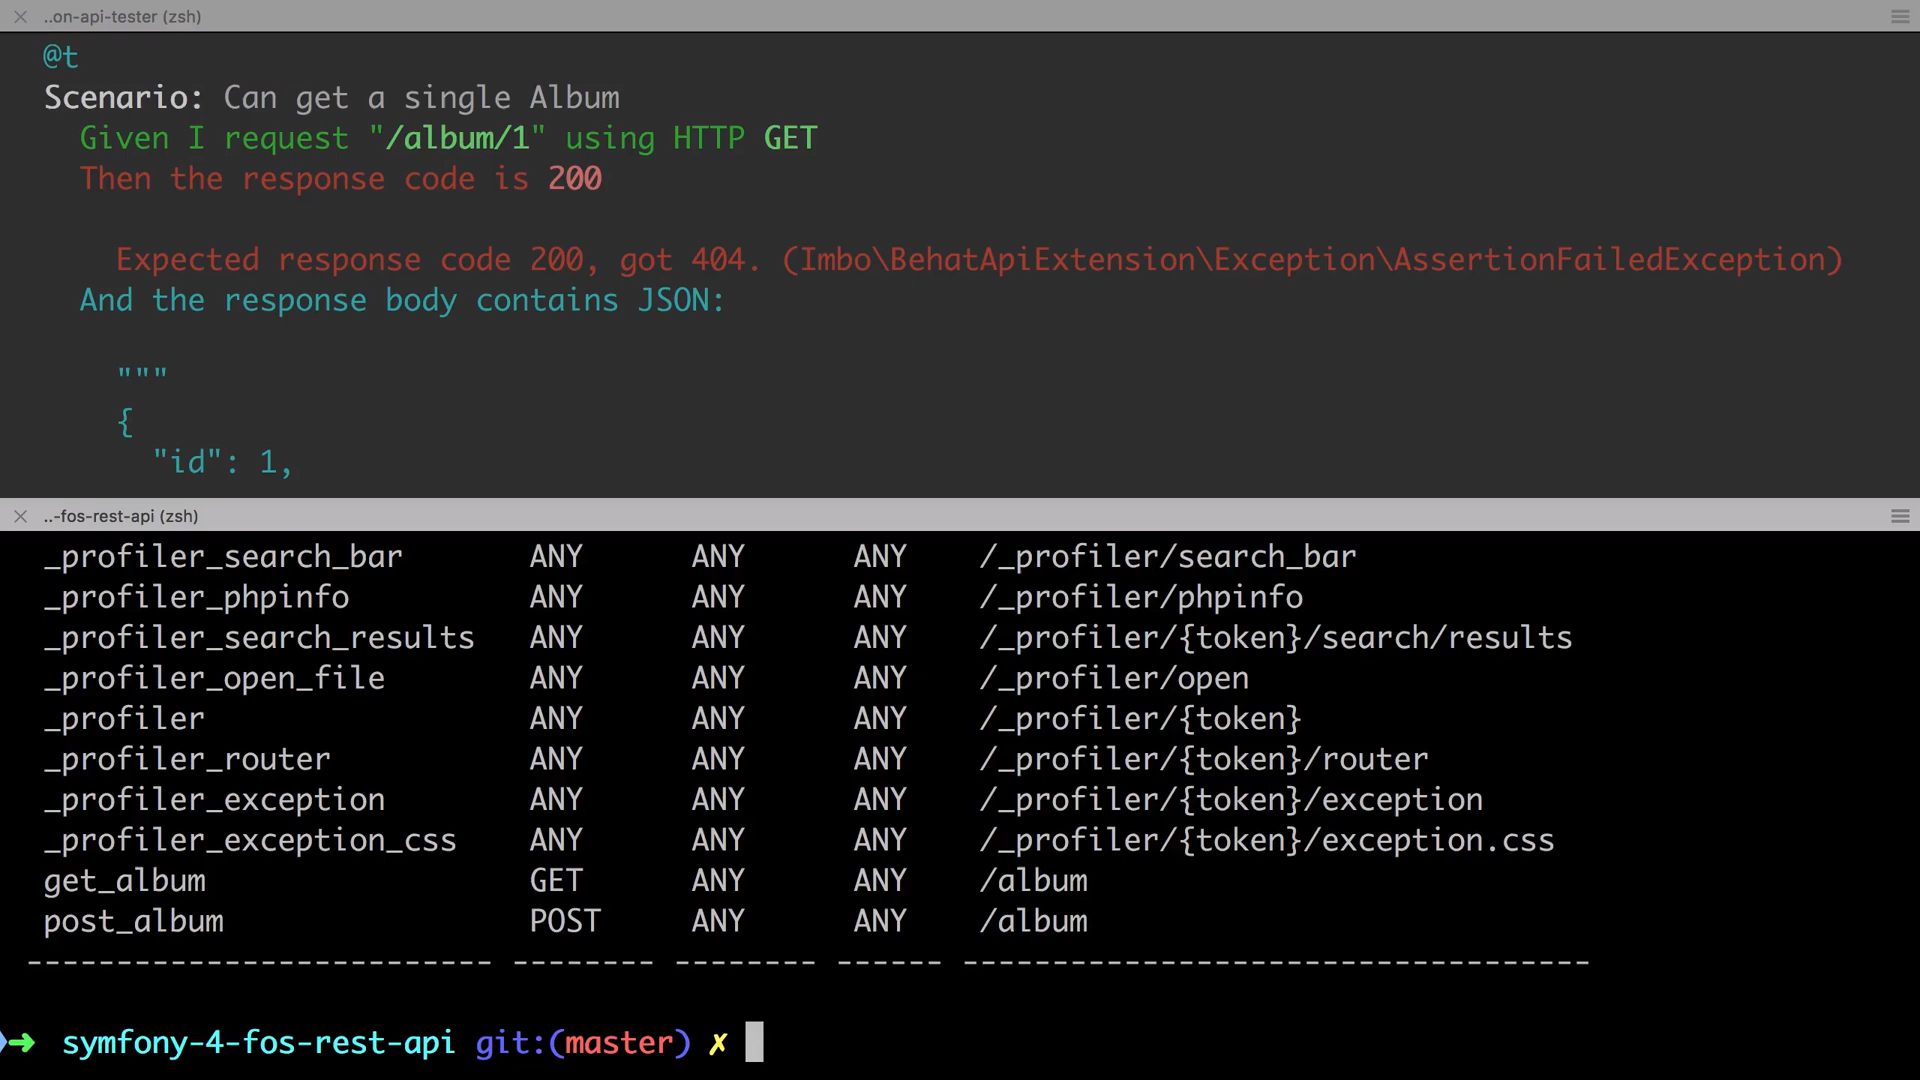 ..on-api-tester (zsh)
@t
Scenario: Can get a single Album
Given I request "/album/1" using HTTP GET
Then the response code is 200
Expected response code 200, got 404. (Imbo\BehatApiExtension\Exception\AssertionFailedException)
And the response body contains JSON:
"""
{
"id": 1,
..-fos-rest-api (zsh)
_profiler_search_bar ANY ANY ANY /_profiler/search_bar
_profiler_phpinfo ANY ANY ANY /_profiler/phpinfo
_profiler_search_results ANY ANY ANY /_profiler/{token}/search/results
_profiler_open_file ANY ANY ANY /_profiler/open
_profiler ANY ANY ANY /_profiler/{token}
_profiler_router ANY ANY ANY /_profiler/{token}/router
_profiler_exception ANY ANY ANY /_profiler/{token}/exception
_profiler_exception_css ANY ANY ANY /_profiler/{token}/exception.css
get_album GET ANY ANY /album
post_album POST ANY ANY /album
-------------------------- -------- -------- ------ -----------------------------------
➜ symfony-4-fos-rest-api git:(master) ✗